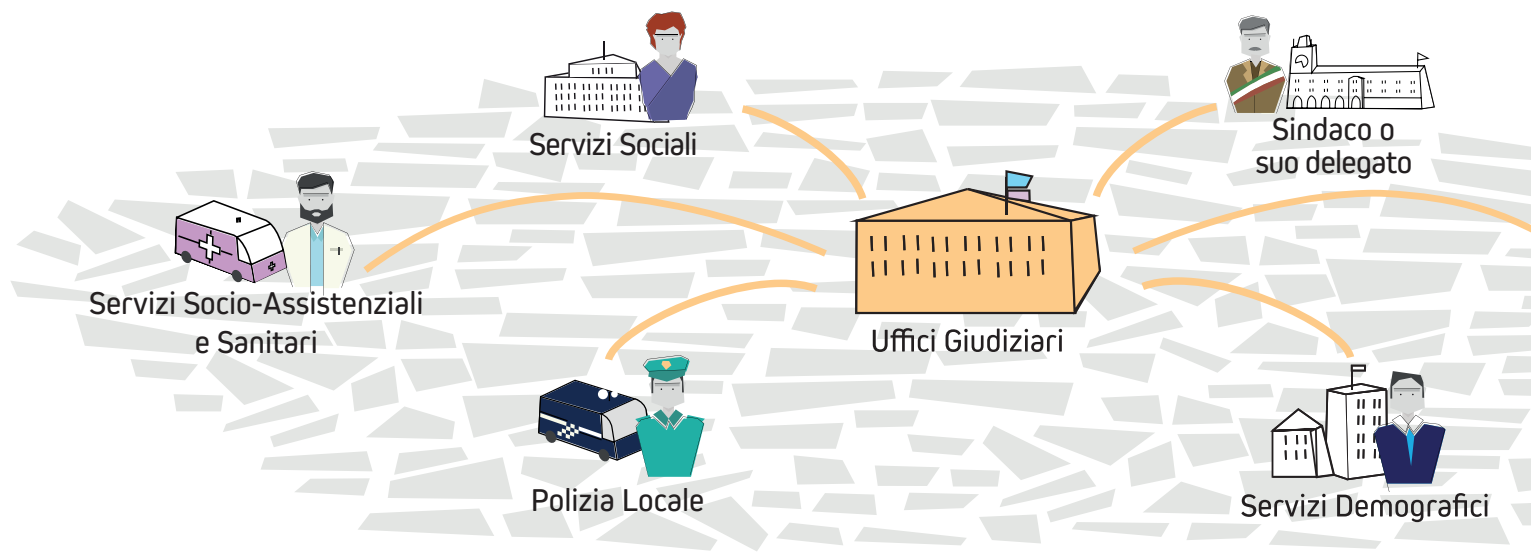 Servizi Sociali
Sindaco o
suo delegato
Servizi Socio-Assistenziali
e Sanitari
Uffici Giudiziari
Polizia Locale
Servizi Demografici